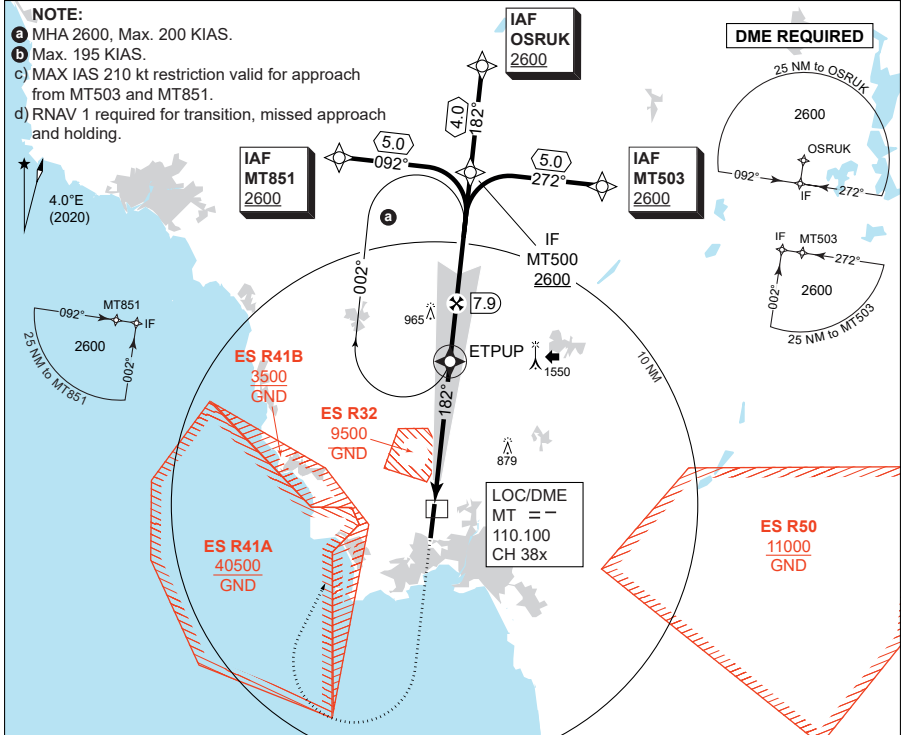 NOTE:
a MHA 2600, Max. 200 KIAS.
b Max. 195 KIAS.
c) MAX IAS 210 kt restriction valid for approach
from MT503 and MT851.
d) RNAV 1 required for transition, missed approach
and holding.
4.0°E
(2020)
IAF
OSRUK
2600
DME REQUIRED
25 NM to OSRUK
2600
OSRUK
092°
272°
IF
4.0
182°
5.0
092°
5.0
272°
IAF
MT851
2600
IAF
MT503
2600
a
002°
IF
MT500
2600
IF
MT503
272°
002°
2600
25 NM to MT503
092°
MT851
IF
2600
002°
25 NM to MT851
7.9
965
ETPUP
1550
10 NM
182°
ES R41B
3500
GND
ES R32
9500
GND
879
LOC/DME
MT
110.100
CH 38x
ES R41A
40500
GND
ES R50
11000
GND